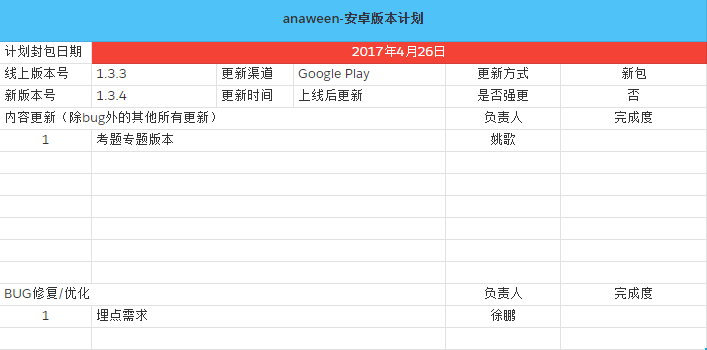 anaween-安卓版本计划
计划封包日期 2017年4月26日
线上版本号 1.3.3 更新渠道 Google Play 更新方式 新包
新版本号 1.3.4 更新时间 上线后更新 是否强更 否
内容更新（除bug外的其他所有更新） 负责人 完成度
1 考题专题版本 姚歌
BUG修复/优化 负责人 完成度
1 埋点需求 徐鹏